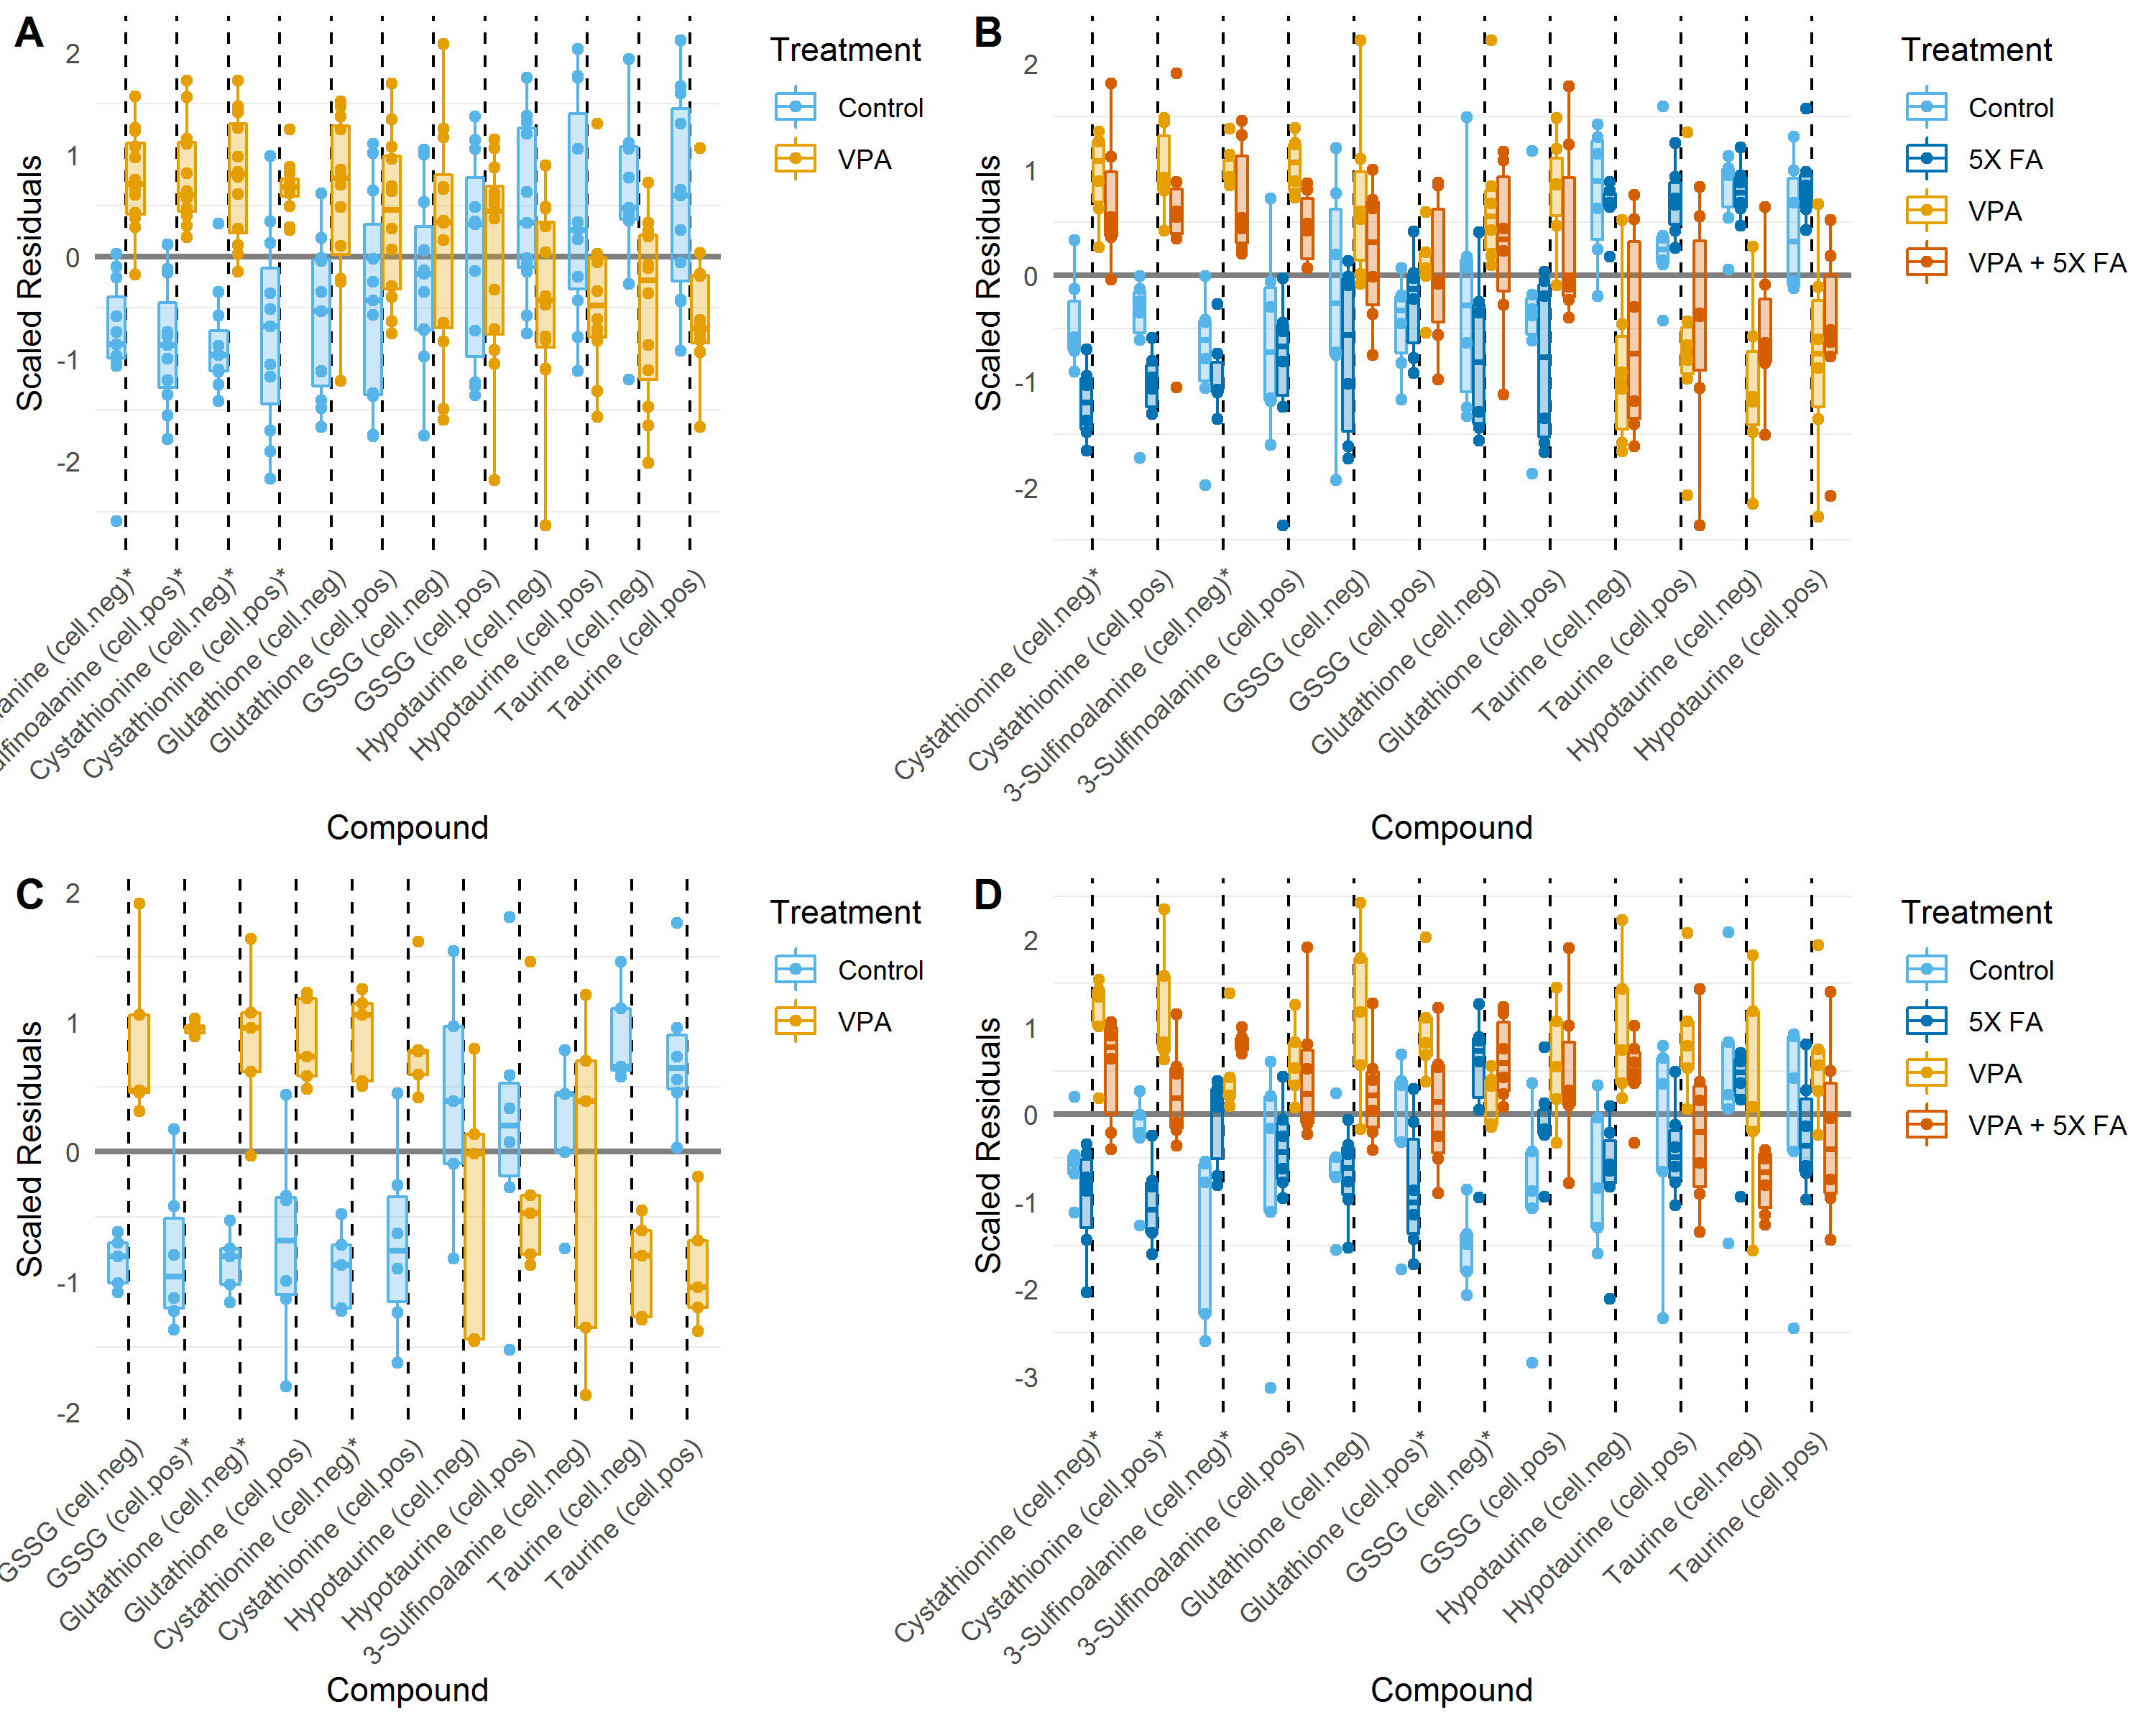 A
Scaled Residuals
2
1
0
-1
-2
(cell.neg)*
(cell.pos)*
Cystathionine (cell.neg)*
Cystathionine (cell.pos)*
Glutathione (cell.neg)
Glutathione (cell.pos)
GSSG (cell.neg)
GSSG (cell.pos)
Hypotaurine (cell.neg)
Hypotaurine (cell.pos)
Taurine (cell.neg)
Taurine (cell.pos)
Compound
Treatment
Control
VPA
B
Scaled Residuals
2
1
0
-1
-2
Cystathionine (cell.neg)*
Cystathionine (cell.pos)
3-Sulfinoalanine (cell.neg)*
3-Sulfinoalanine (cell.pos)
GSSG (cell.neg)
GSSG (cell.pos)
Glutathione (cell.neg)
Glutathione (cell.pos)
Taurine (cell.neg)
Taurine (cell.pos)
Hypotaurine (cell.neg)
Hypotaurine (cell.pos)
Compound
Treatment
Control
5X FA
VPA
VPA + 5X FA
C
Scaled Residuals
2
1
0
-1
-2
GSSG (cell.neg)
GSSG (cell.pos)*
Glutathione (cell.neg)*
Glutathione (cell.pos)
Cystathionine (cell.neg)*
Cystathionine (cell.pos)
Hypotaurine (cell.neg)
Hypotaurine (cell.pos)
3-Sulfinoalanine (cell.neg)
Taurine (cell.neg)
Taurine (cell.pos)
Compound
Treatment
Control
VPA
D
Scaled Residuals
2
1
0
-1
-2
-3
Cystathionine (cell.neg)*
Cystathionine (cell.pos)*
3-Sulfinoalanine (cell.neg)*
3-Sulfinoalanine (cell.pos)
Glutathione (cell.neg)
Glutathione (cell.pos)*
GSSG (cell.neg)*
GSSG (cell.pos)
Hypotaurine (cell.neg)
Hypotaurine (cell.pos)
Taurine (cell.neg)
Taurine (cell.pos)
Compound
Treatment
Control
5X FA
VPA
VPA + 5X FA